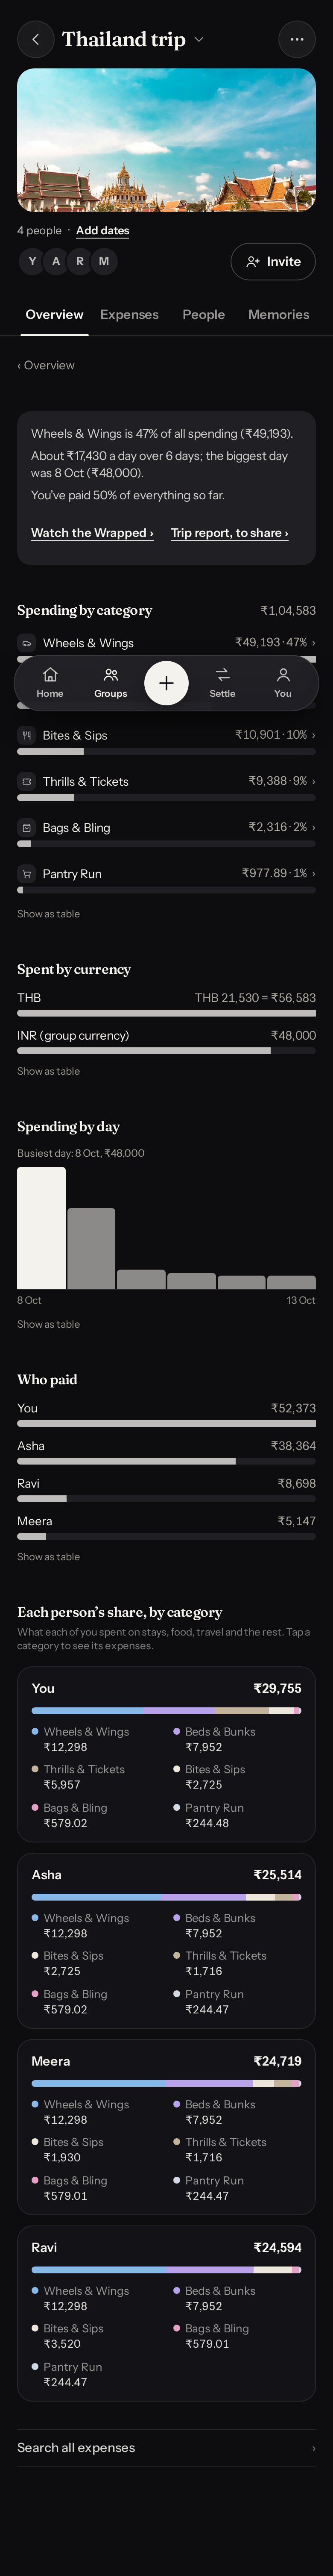 Thailand trip
4 people · Add dates
Y A R M
Invite
Overview Expenses People Memories
‹ Overview
Wheels & Wings is 47% of all spending (₹49,193).
About ₹17,430 a day over 6 days; the biggest day
was 8 Oct (₹48,000).
You’ve paid 50% of everything so far.
Watch the Wrapped › Trip report, to share ›
Spending by category ₹1,04,583
Wheels & Wings ₹49,193 · 47% ›
Home Groups Settle You
Bites & Sips ₹10,901 · 10% ›
Thrills & Tickets ₹9,388 · 9% ›
Bags & Bling ₹2,316 · 2% ›
Pantry Run ₹977.89 · 1% ›
Show as table
Spent by currency
THB THB 21,530 = ₹56,583
INR (group currency) ₹48,000
Show as table
Spending by day
Busiest day: 8 Oct, ₹48,000
8 Oct 13 Oct
Show as table
Who paid
You ₹52,373
Asha ₹38,364
Ravi ₹8,698
Meera ₹5,147
Show as table
Each person’s share, by category
What each of you spent on stays, food, travel and the rest. Tap a
category to see its expenses.
You ₹29,755
Wheels & Wings Beds & Bunks
₹12,298 ₹7,952
Thrills & Tickets Bites & Sips
₹5,957 ₹2,725
Bags & Bling Pantry Run
₹579.02 ₹244.48
Asha ₹25,514
Wheels & Wings Beds & Bunks
₹12,298 ₹7,952
Bites & Sips Thrills & Tickets
₹2,725 ₹1,716
Bags & Bling Pantry Run
₹579.02 ₹244.47
Meera ₹24,719
Wheels & Wings Beds & Bunks
₹12,298 ₹7,952
Bites & Sips Thrills & Tickets
₹1,930 ₹1,716
Bags & Bling Pantry Run
₹579.01 ₹244.47
Ravi ₹24,594
Wheels & Wings Beds & Bunks
₹12,298 ₹7,952
Bites & Sips Bags & Bling
₹3,520 ₹579.01
Pantry Run
₹244.47
Search all expenses ›